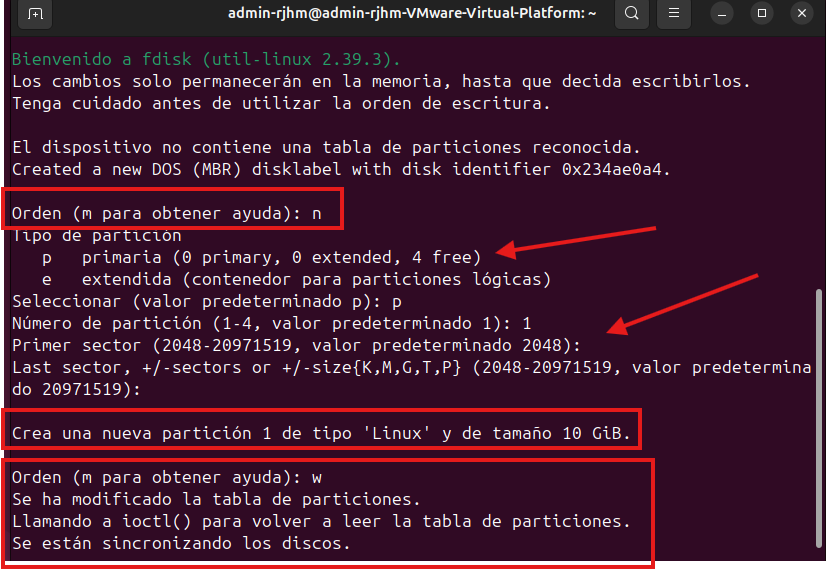 admin-rjhm@admin-rjhm-VMware-Virtual-Platform: ~
Bienvenido a fdisk (util-linux 2.39.3).
Los cambios solo permanecerán en la memoria, hasta que decida escribirlos.
Tenga cuidado antes de utilizar la orden de escritura.
El dispositivo no contiene una tabla de particiones reconocida.
Created a new DOS (MBR) disklabel with disk identifier 0x234ae0a4.
Orden (m para obtener ayuda): n
Tipo de partición
p   primaria (0 primary, 0 extended, 4 free)
e   extendida (contenedor para particiones lógicas)
Seleccionar (valor predeterminado p): p
Número de partición (1-4, valor predeterminado 1): 1
Primer sector (2048-20971519, valor predeterminado 2048):
Last sector, +/-sectors or +/-size{K,M,G,T,P} (2048-20971519, valor predetermina
do 20971519):
Crea una nueva partición 1 de tipo 'Linux' y de tamaño 10 GiB.
Orden (m para obtener ayuda): w
Se ha modificado la tabla de particiones.
Llamando a ioctl() para volver a leer la tabla de particiones.
Se están sincronizando los discos.